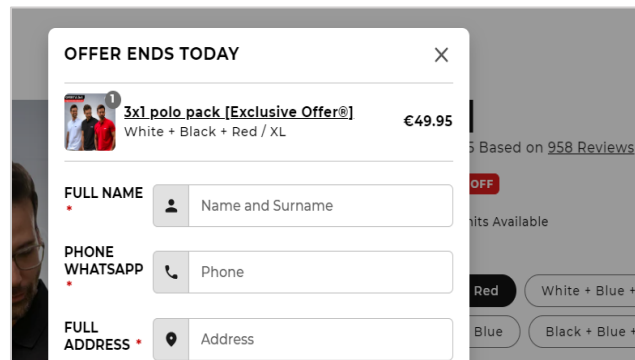 OFFER ENDS TODAY
1
3x1 polo pack [Exclusive Offer®]
€49.95
White + Black + Red / XL
Based on 958 Reviews
OFF
FULL NAME *
Name and Surname
nits Available
PHONE WHATSAPP *
Phone
Red
White + Blue +
FULL ADDRESS *
Address
Blue
Black + Blue +